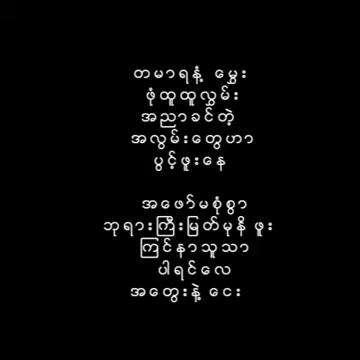 တမာရနံ့ မွှေး
ဖုံထူထူလွှမ်း
အညာခင်တဲ့
အလွမ်းတွေဟာ
ပွင့်ဖူးနေ
အဖော်မစုံစွာ
ဘုရားကြီးမြတ်မုနိ ဖူး
ကြင်နာသူသာ
ပါရင်လေ
အတွေးနဲ့ ငေး